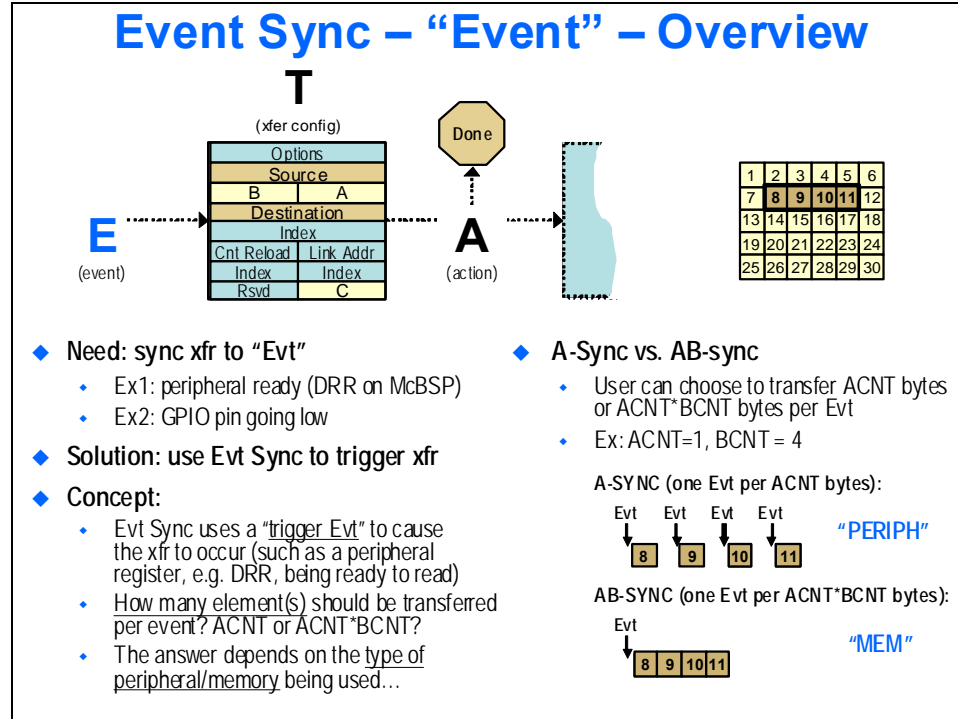 Event Sync – “Event” – Overview
T
(xfer config)
Options
Source
B A
Destination
Index
Cnt Reload Link Addr
Index Index
Rsvd C
E
(event)
Done
A
(action)
1 2 3 4 5 6
7 8 9 10 11 12
13 14 15 16 17 18
19 20 21 22 23 24
25 26 27 28 29 30
Need: sync xfr to “Evt”
Ex1: peripheral ready (DRR on McBSP)
Ex2: GPIO pin going low
Solution: use Evt Sync to trigger xfr
Concept:
Evt Sync uses a “trigger Evt” to cause
the xfr to occur (such as a peripheral
register, e.g. DRR, being ready to read)
How many element(s) should be transferred
per event? ACNT or ACNT*BCNT?
The answer depends on the type of
peripheral/memory being used…
A-Sync vs. AB-sync
User can choose to transfer ACNT bytes
or ACNT*BCNT bytes per Evt
Ex: ACNT=1, BCNT = 4
A-SYNC (one Evt per ACNT bytes):
Evt Evt Evt Evt
“PERIPH”
8 9 10 11
AB-SYNC (one Evt per ACNT*BCNT bytes):
Evt
“MEM”
8 9 10 11